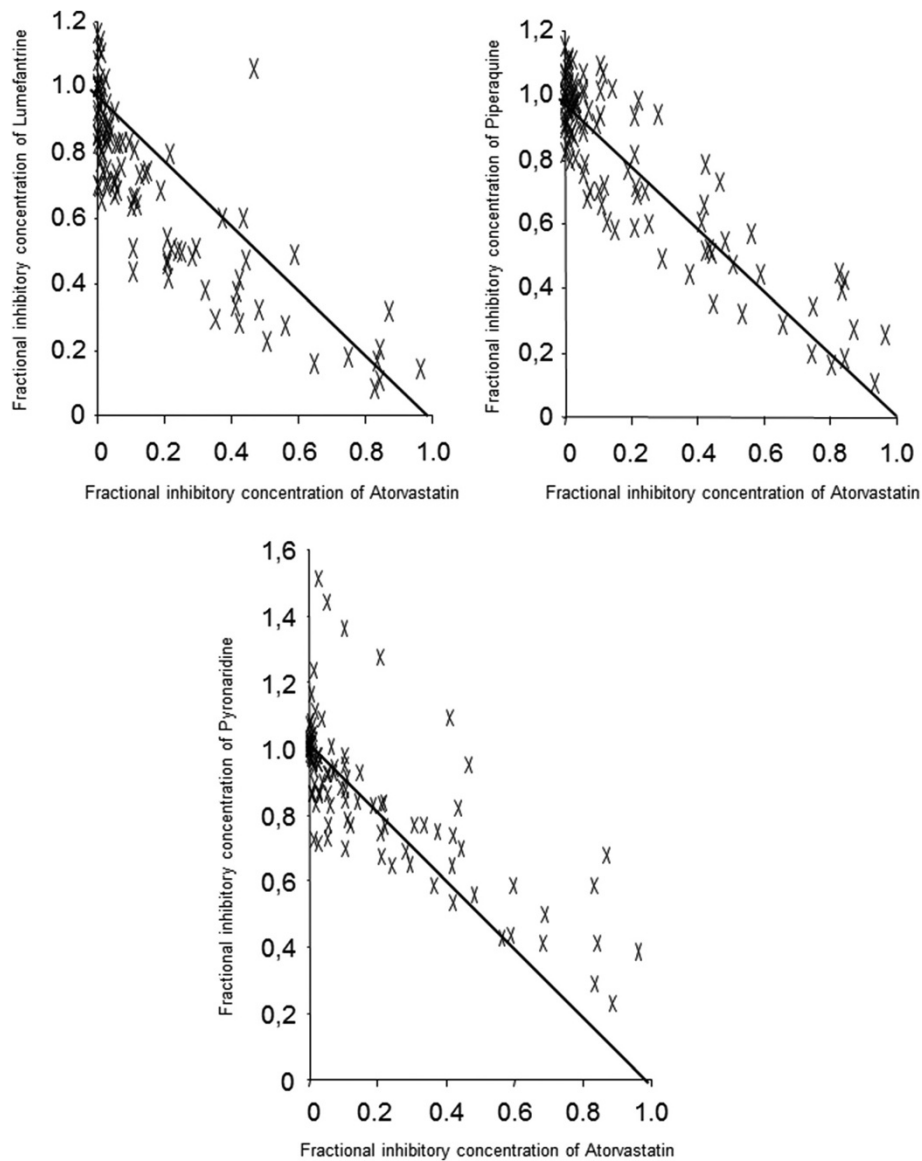 Fractional inhibitory concentration of Lumefantrine
1.2
1.0
0.8
0.6
0.4
0.2
0
0 0.2 0.4 0.6 0.8 1.0
Fractional inhibitory concentration of Atorvastatin
Fractional inhibitory concentration of Piperaquine
1,2
1,0
0,8
0,6
0,4
0,2
0
0 0.2 0.4 0.6 0.8 1.0
Fractional inhibitory concentration of Atorvastatin
Fractional inhibitory concentration of Pyronaridine
1,6
1,4
1,2
1.0
0.8
0.6
0,4
0,2
0
0 0.2 0.4 0.6 0.8 1.0
Fractional inhibitory concentration of Atorvastatin